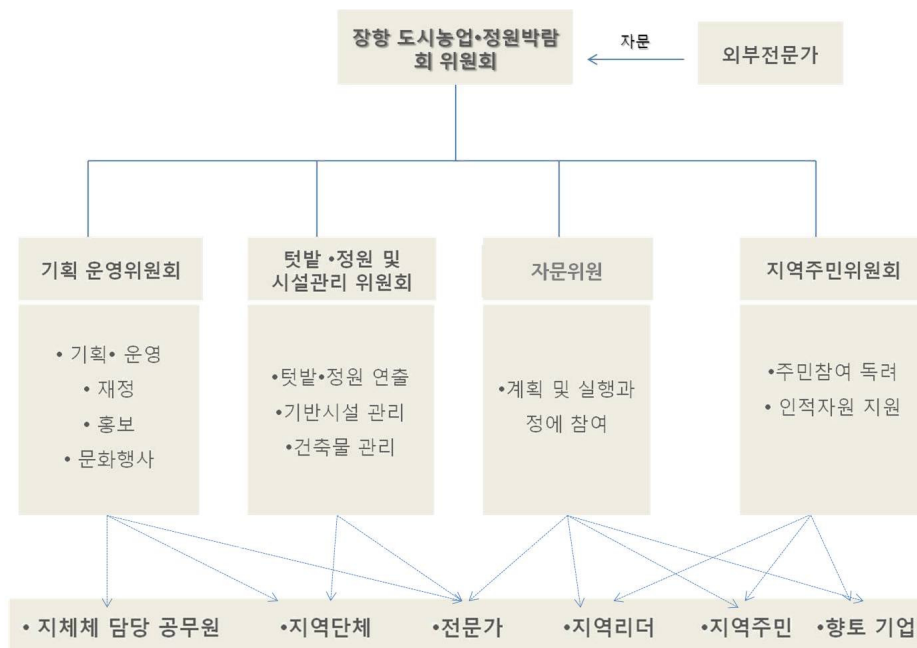 장항 도시농업•정원박람
회 위원회
자문
외부전문가
기획 운영위원회
텃밭 •정원 및
시설관리 위원회
자문위원
지역주민위원회
• 기획• 운영
• 재정
• 홍보
• 문화행사
•텃밭•정원 연출
•기반시설 관리
•건축물 관리
•계획 및 실행과
정에 참여
•주민참여 독려
• 인적자원 지원
• 지체체 담당 공무원
•지역단체
•전문가
•지역리더
•지역주민
•향토 기업